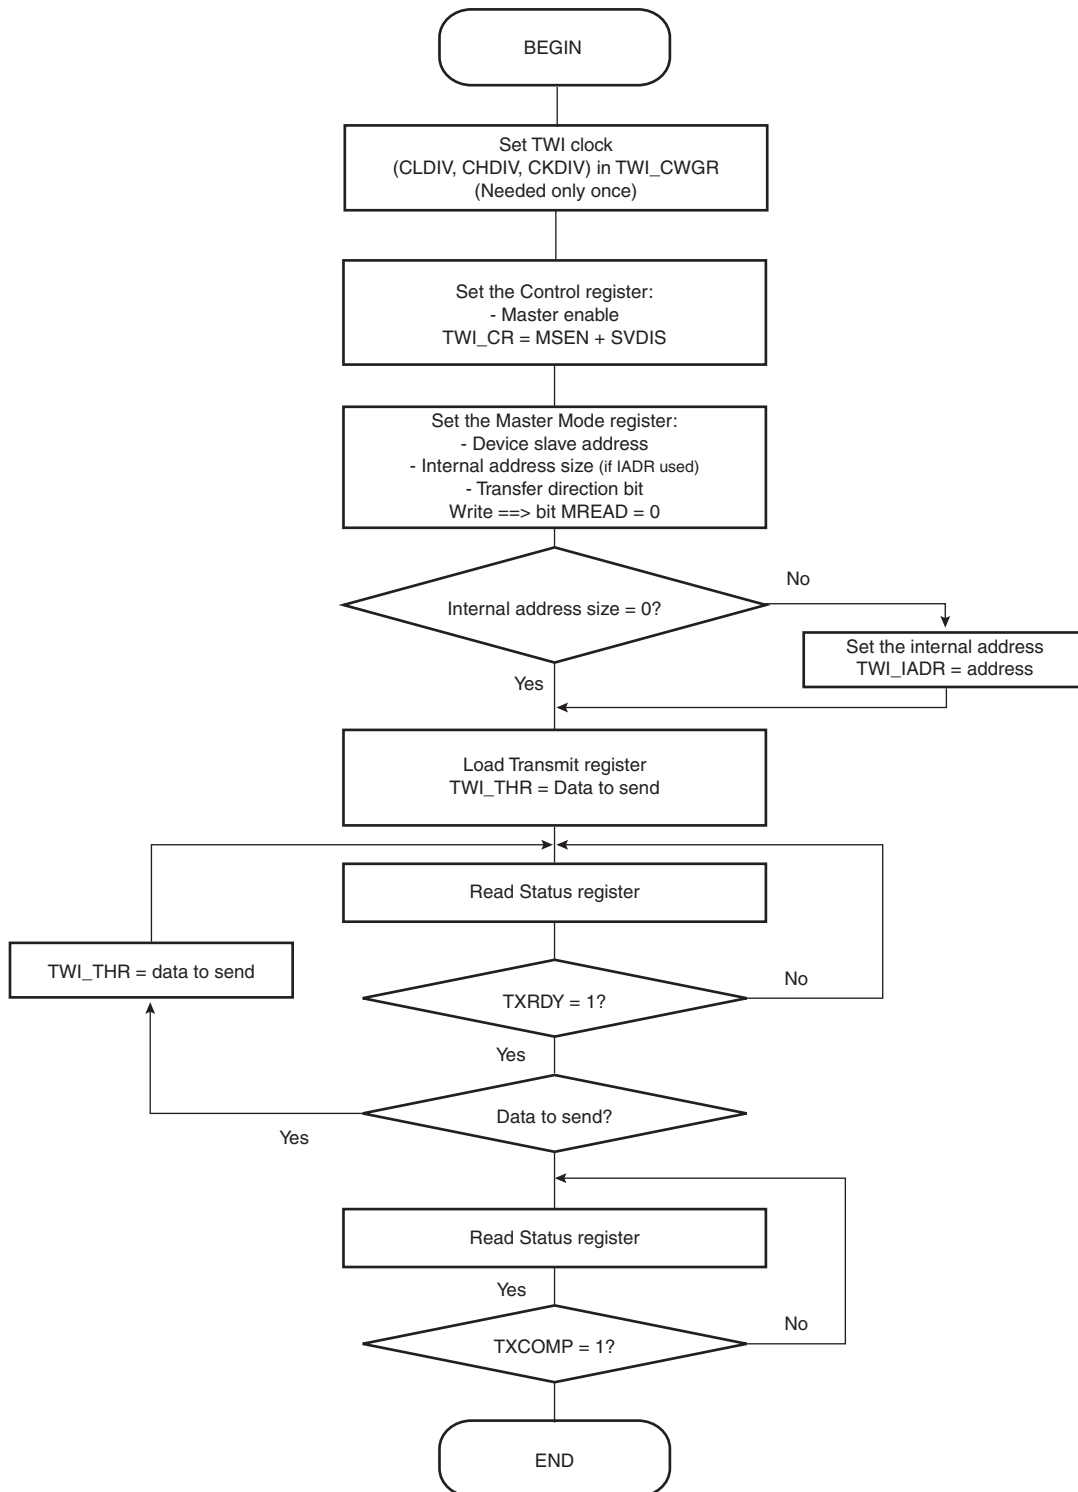 BEGIN
Set TWI clock
(CLDIV, CHDIV, CKDIV) in TWI_CWGR
(Needed only once)
Set the Control register:
- Master enable
TWI_CR = MSEN + SVDIS
Set the Master Mode register:
- Device slave address
- Internal address size (if IADR used)
- Transfer direction bit
Write ==> bit MREAD = 0
No
Internal address size = 0?
Set the internal address
TWI_IADR = address
Yes
Load Transmit register
TWI_THR = Data to send
Read Status register
TWI_THR = data to send
No
TXRDY = 1?
Yes
Data to send?
Yes
Read Status register
Yes
No
TXCOMP = 1?
END